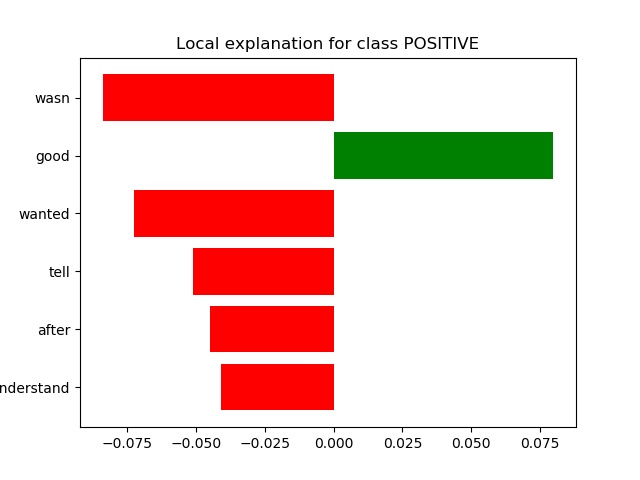 Local explanation for class POSITIVE
wasn
good
wanted
tell
after
nderstand
−0.075 −0.050 −0.025 0.000 0.025 0.050 0.075